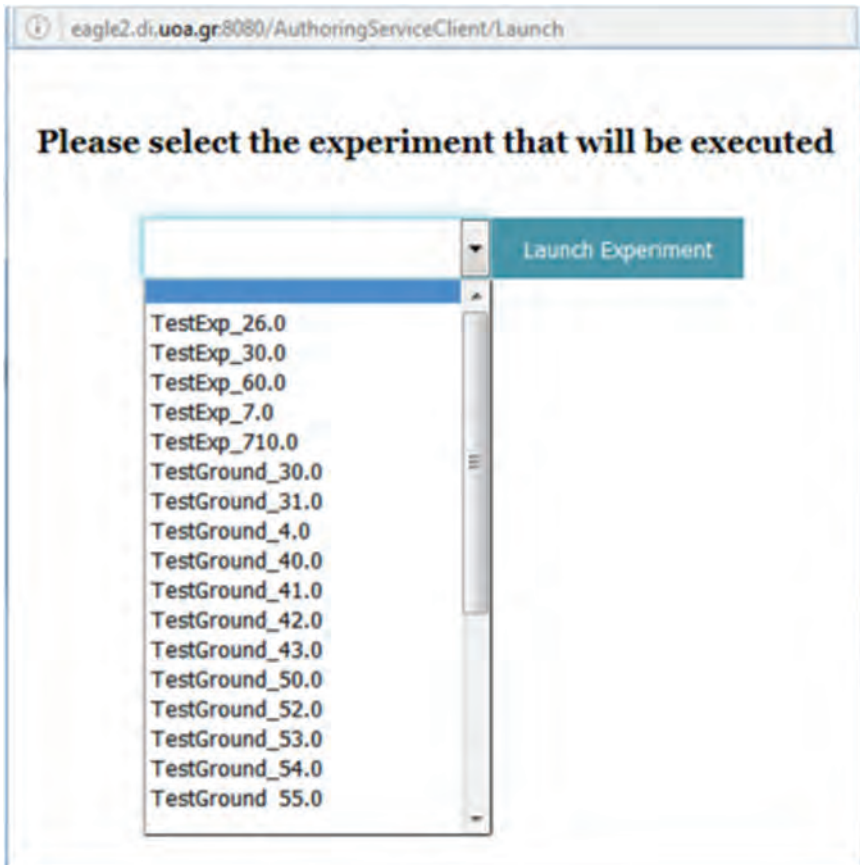 eagle2.di.uoa.gr:8080/AuthoringServiceClient/Launch
Please select the experiment that will be executed
Launch Experiment
TestExp_26.0
TestExp_30.0
TestExp_60.0
TestExp_7.0
TestExp_710.0
TestGround_30.0
TestGround_31.0
TestGround_4.0
TestGround_40.0
TestGround_41.0
TestGround_42.0
TestGround_43.0
TestGround_50.0
TestGround_52.0
TestGround_53.0
TestGround_54.0
TestGround 55.0